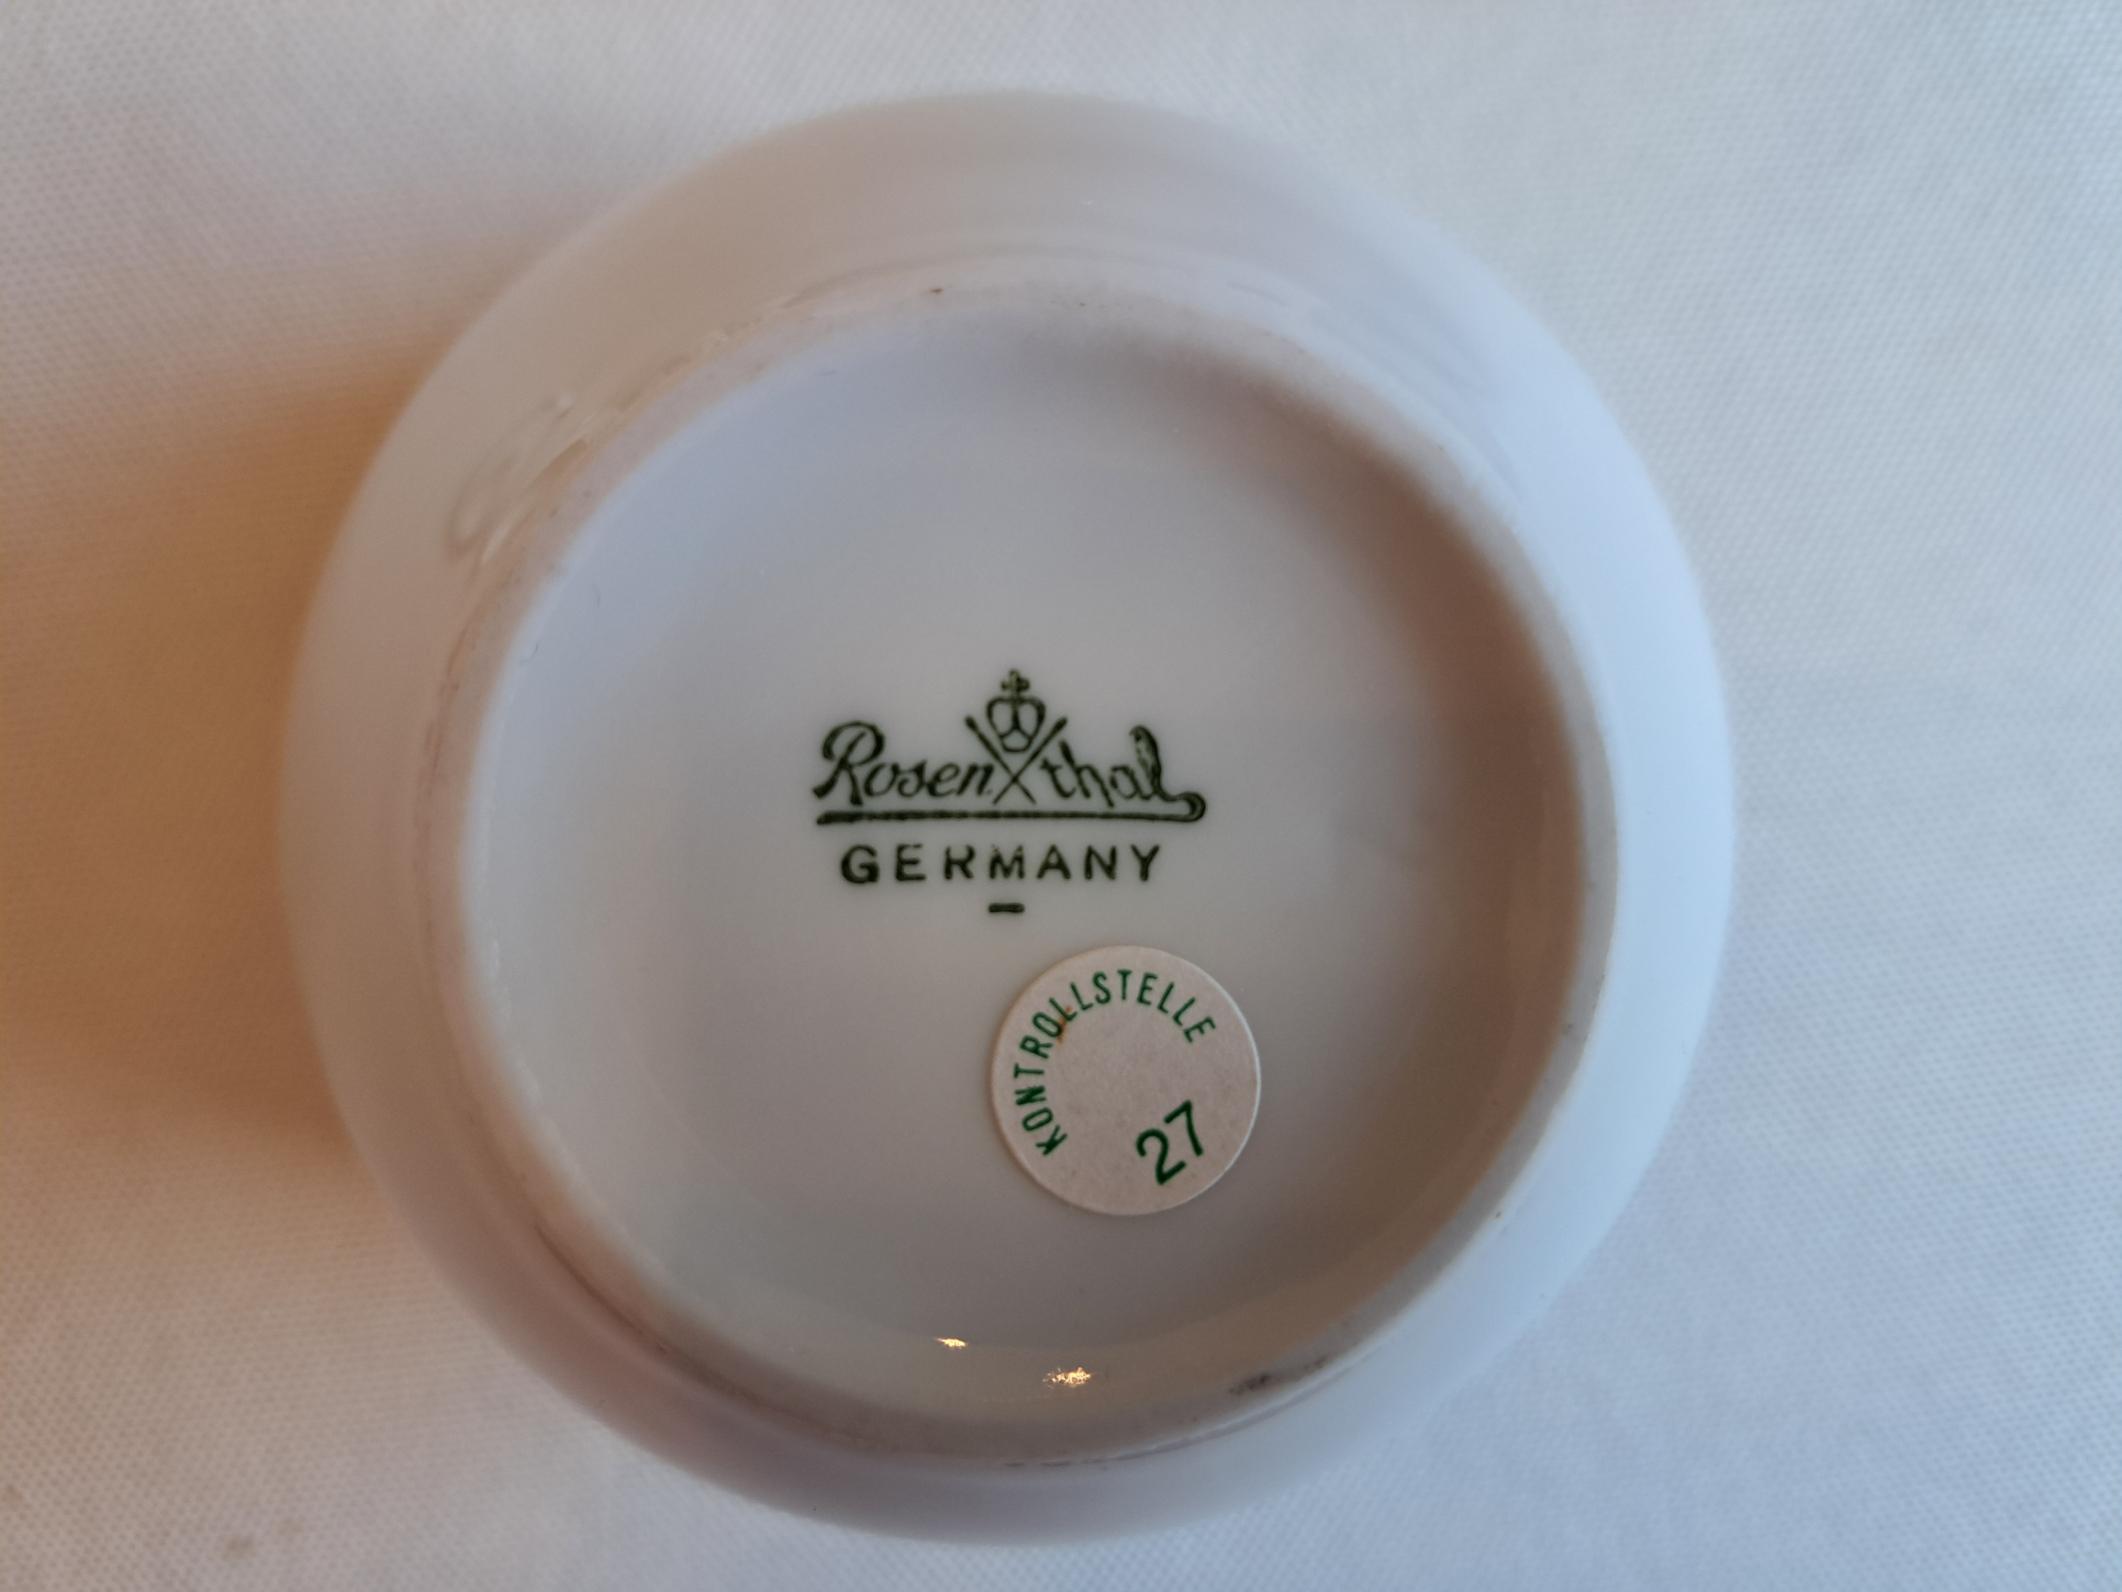 Rosenthal
GERMANY
KONTROLLSTELLE
27